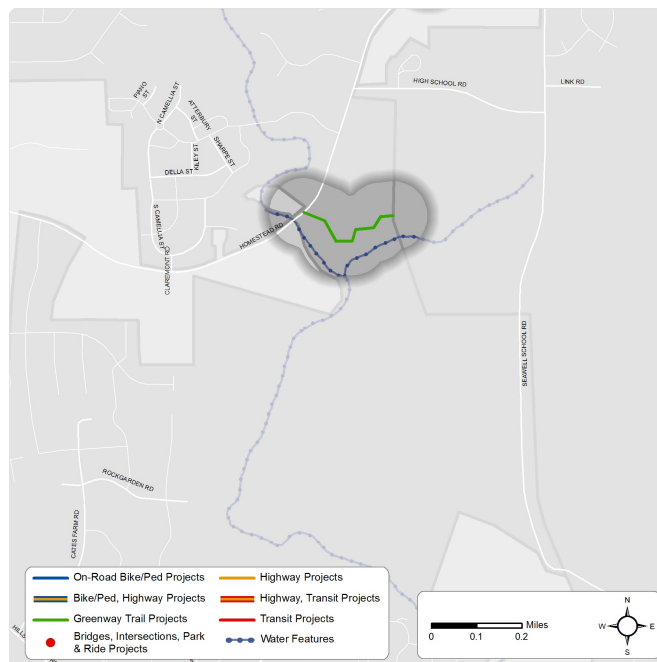 HIGH SCHOOL RD
LINK RD
PIANO
ST
N CAMELLIA ST
ATTERBURY
ST
SHARPE ST
RILEY ST
DELLA ST
S CAMELLIA ST
CLAREMONT RD
HOMESTEAD RD
SEAWELL SCHOOL RD
ROCKGARDEN RD
CATES FARM RD
HILLS
On-Road Bike/Ped Projects
Highway Projects
Bike/Ped, Highway Projects
Highway, Transit Projects
Greenway Trail Projects
Transit Projects
Bridges, Intersections, Park
& Ride Projects
Water Features
Miles
0 0.1 0.2
N
W E
S